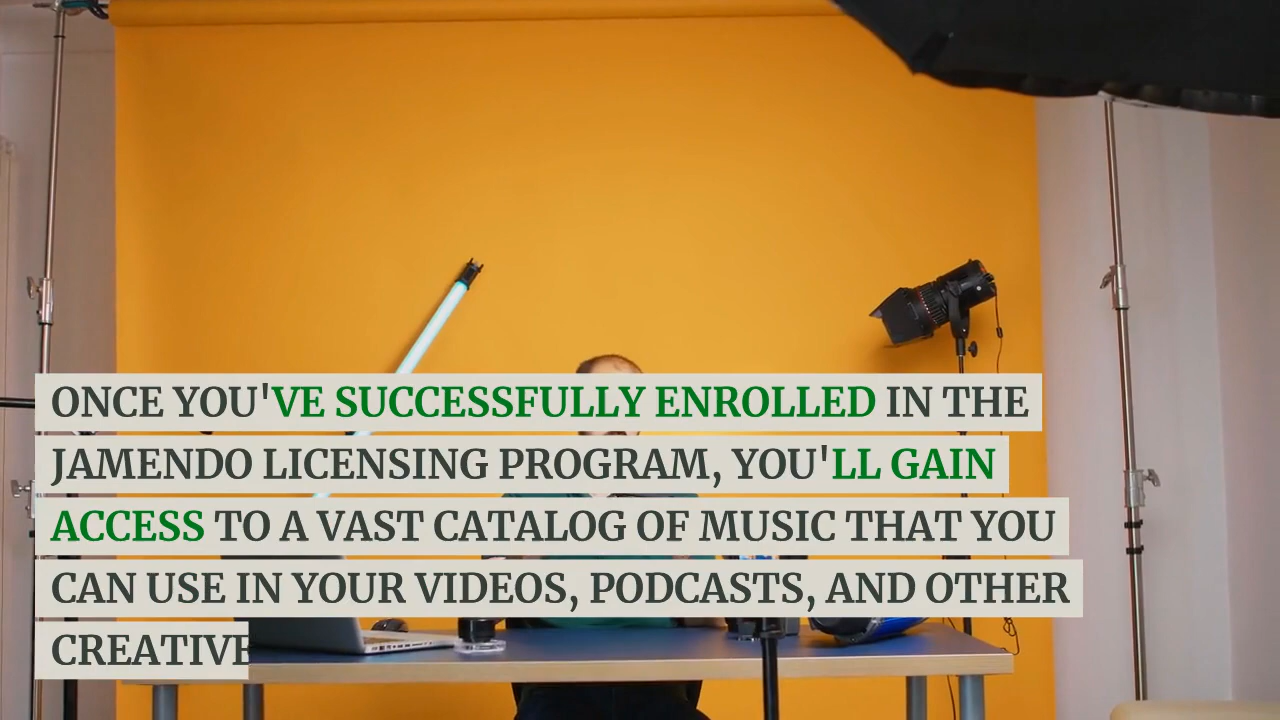 ONCE YOU'VE SUCCESSFULLY ENROLLED IN THE
JAMENDO LICENSING PROGRAM, YOU'LL GAIN
ACCESS TO A VAST CATALOG OF MUSIC THAT YOU
CAN USE IN YOUR VIDEOS, PODCASTS, AND OTHER
CREATIVE